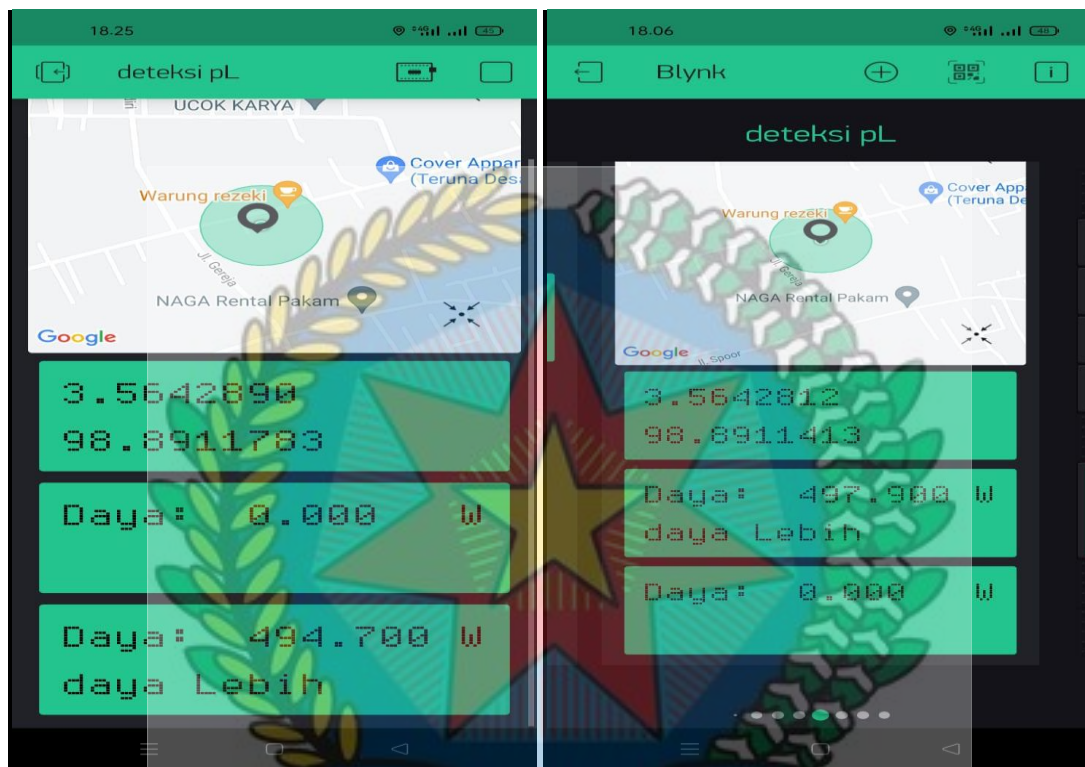 18.25
45
deteksi pL
UCOK KARYA
Cover Appar
(Teruna Des
Warung rezeki
Jl. Gereja
NAGA Rental Pakam
Google
3.5642890
98.8911783
Daya: 0.000 W
Daya: 494.700 W
daya Lebih
18.06
48
Blynk
deteksi pL
Cover App
(Teruna De
Warung rezeki
Jl. Gereja
NAGA Rental Pakam
Google
Jl. Spoor
3.5642812
98.8911413
Daya: 497.900 W
daya Lebih
Daya: 0.000 W